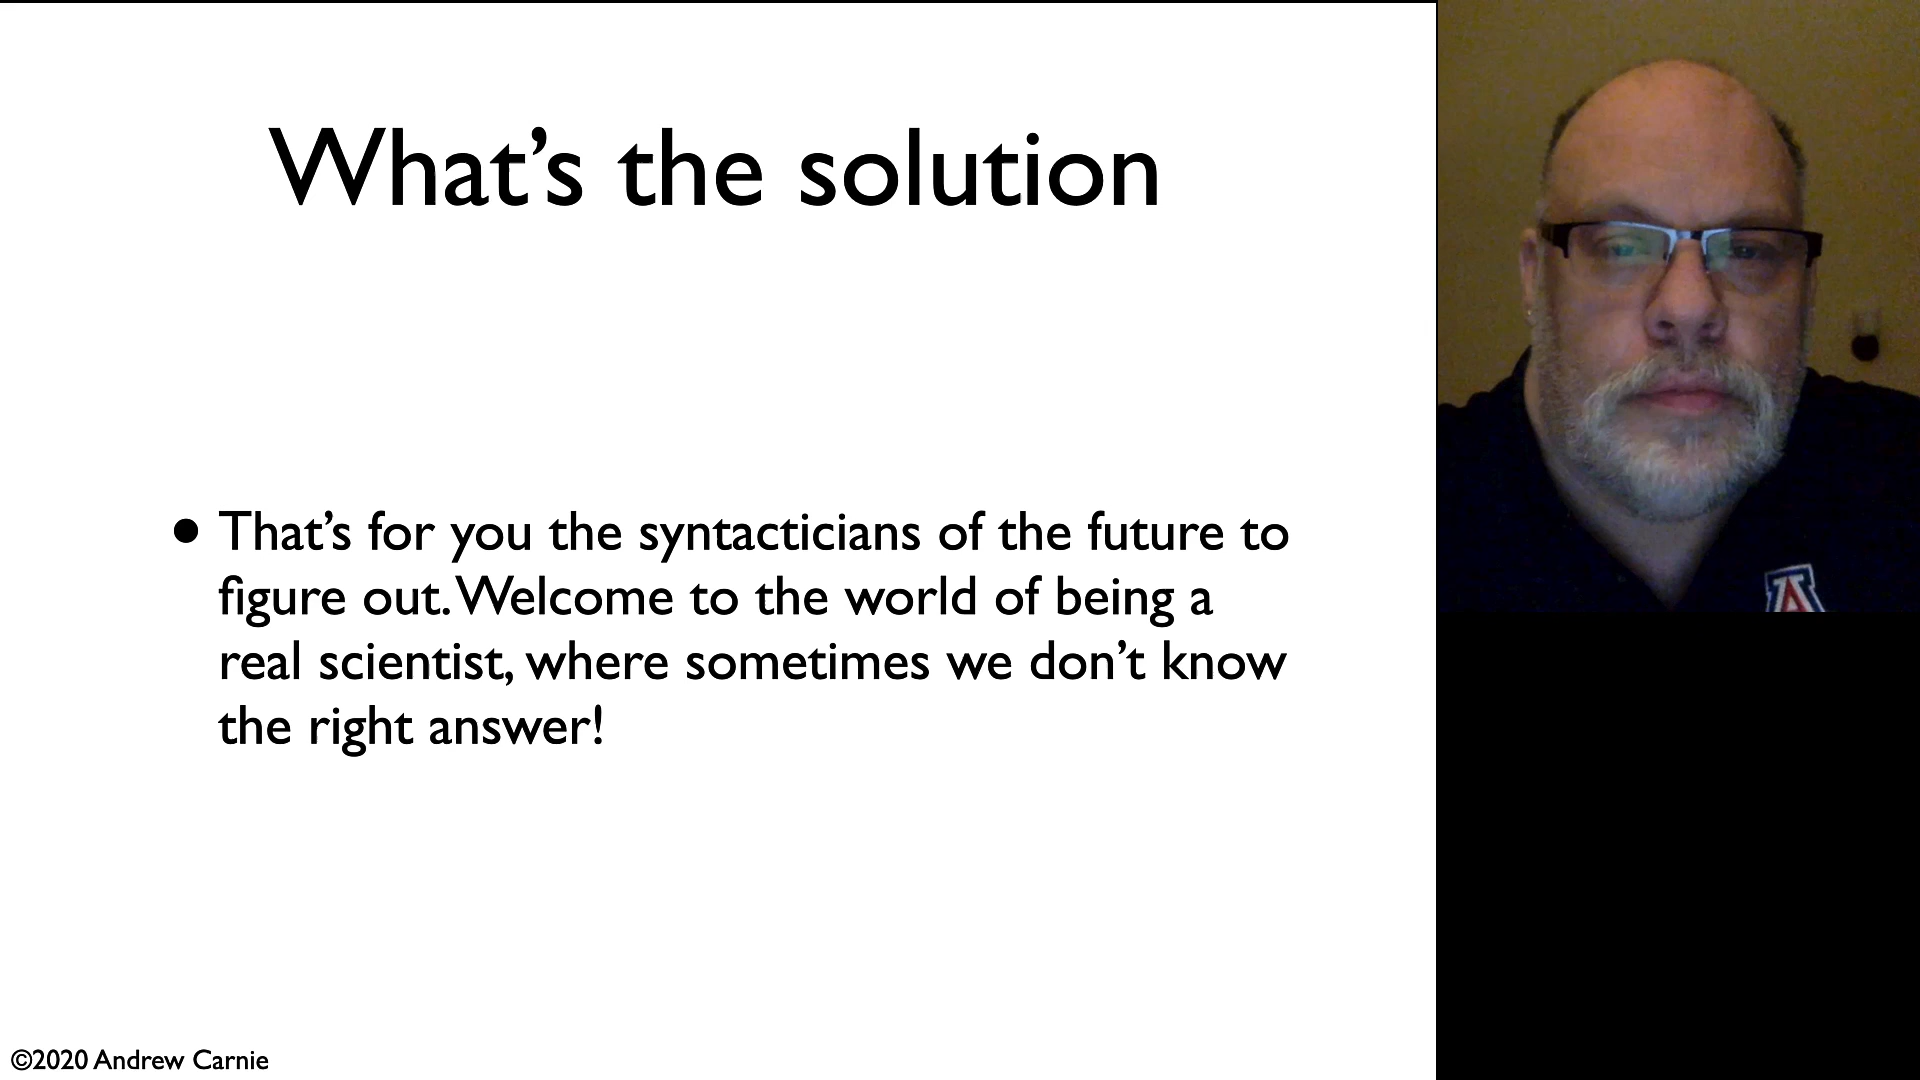 What’s the solution
• That’s for you the syntacticians of the future to
figure out. Welcome to the world of being a
real scientist, where sometimes we don’t know
the right answer!
©2020 Andrew Carnie
A